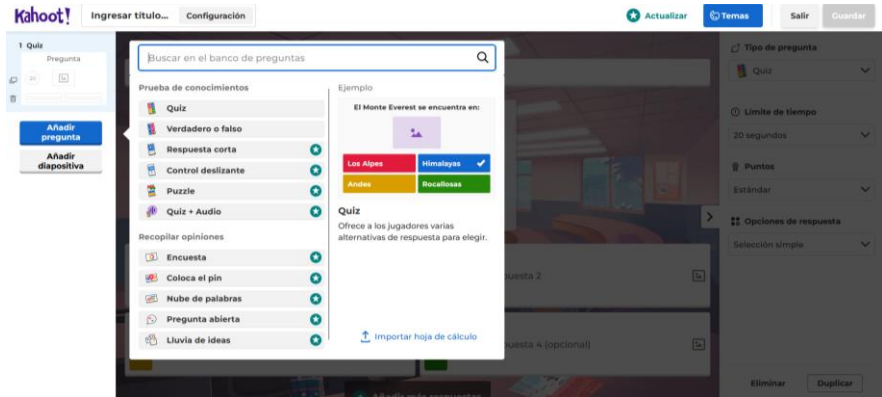 Kahoot! Ingresar título... Configuración Actualizar Temas Salir Guardar
1 Quiz
Pregunta
20
Añadir pregunta
Añadir diapositiva
Buscar en el banco de preguntas
Prueba de conocimientos
Quiz
Verdadero o falso
Respuesta corta
Control deslizante
Puzzle
Quiz + Audio
Recopilar opiniones
Encuesta
Coloca el pin
Nube de palabras
Pregunta abierta
Lluvia de ideas
Ejemplo
El Monte Everest se encuentra en:
Los Alpes Himalayas
Andes Rocallosas
Quiz
Ofrece a los jugadores varias
alternativas de respuesta para elegir.
Importar hoja de cálculo
uesta 2
uesta 4 (opcional)
Añadir más respuestas
Tipo de pregunta
Quiz
Límite de tiempo
20 segundos
Puntos
Estándar
Opciones de respuesta
Selección simple
Eliminar Duplicar